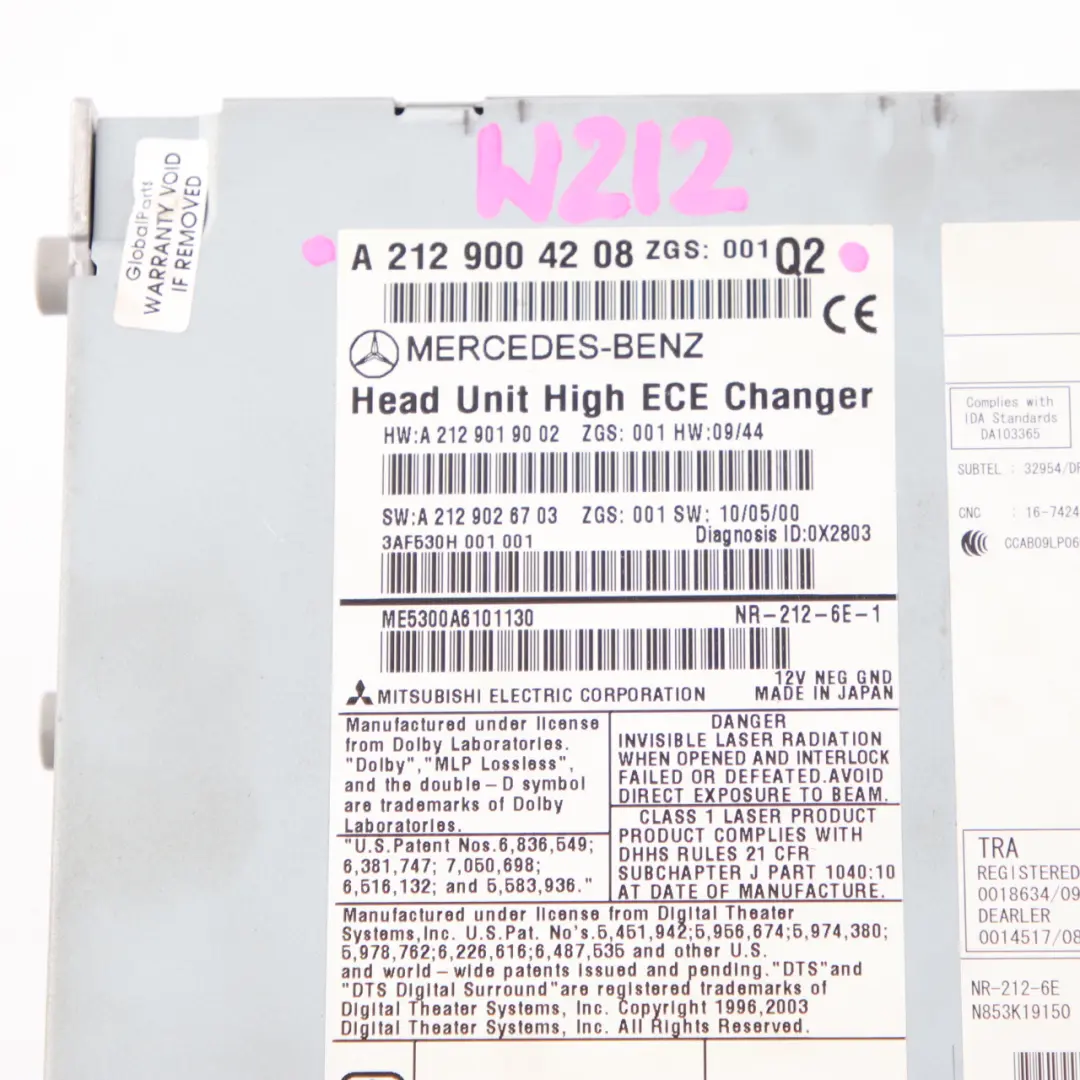 W212
GlobalParts
WARRANTY VOID
IF REMOVED
A 212 900 42 08 ZGS: 001 Q2
CE
MERCEDES-BENZ
Head Unit High ECE Changer
HW:A 212 901 90 02 ZGS: 001 HW:09/44
SW:A 212 902 67 03 ZGS: 001 SW: 10/05/00
3AF530H 001 001 Diagnosis ID:0X2803
ME5300A6101130 NR-212-6E-1
12V NEG GND
MITSUBISHI ELECTRIC CORPORATION MADE IN JAPAN
Manufactured under license
from Dolby Laboratories.
"Dolby","MLP Lossless",
and the double-D symbol
are trademarks of Dolby
Laboratories.
"U.S.Patent Nos.6,836,549;
6,381,747; 7,050,698;
6,516,132; and 5,583,936."
DANGER
INVISIBLE LASER RADIATION
WHEN OPENED AND INTERLOCK
FAILED OR DEFEATED.AVOID
DIRECT EXPOSURE TO BEAM.
CLASS 1 LASER PRODUCT
PRODUCT COMPLIES WITH
DHHS RULES 21 CFR
SUBCHAPTER J PART 1040:10
AT DATE OF MANUFACTURE.
Manufactured under license from Digital Theater
Systems,Inc. U.S.Pat. No's.5,451,942;5,956,674;5,974,380;
5,978,762;6,226,616;6,487,535 and other U.S.
and world-wide patents issued and pending."DTS"and
"DTS Digital Surround"are registered trademarks of
Digital Theater Systems, Inc. Copyright 1996,2003
Digital Theater Systems, Inc. All Rights Reserved.
Complies with
IDA Standards
DA103365
SUBTEL : 32954/DF
CNC : 16-7424
CCAB09LP06
TRA
REGISTERED
0018634/09
DEARLER
0014517/08
NR-212-6E
N853K19150